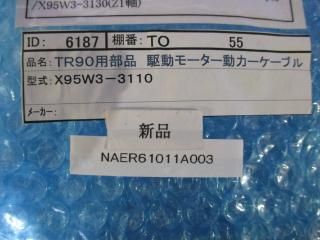 /X95W3-3130(Z1軸)
ID: 6187 棚番: TO 55
品名: TR90用部品 駆動モーター動力ケーブル
型式: X95W3-3110
メーカー:
新品
NAER61011A003